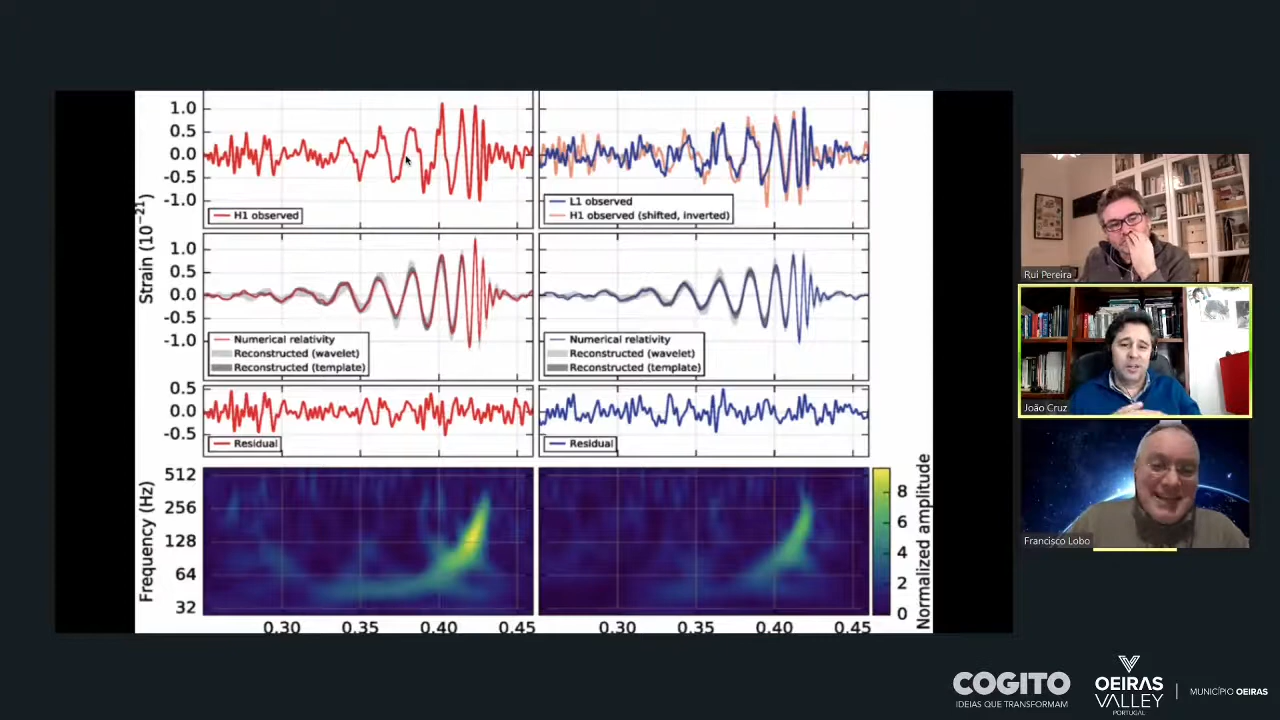 1.0
0.5
0.0
-0.5
-1.0
H1 observed
L1 observed
H1 observed (shifted, inverted)
Strain (10⁻²¹)
1.0
0.5
0.0
-0.5
-1.0
Numerical relativity
Reconstructed (wavelet)
Reconstructed (template)
Numerical relativity
Reconstructed (wavelet)
Reconstructed (template)
0.5
0.0
-0.5
Residual
Residual
Frequency (Hz)
512
256
128
64
32
0.30 0.35 0.40 0.45
0.30 0.35 0.40 0.45
8
6
4
2
0
Normalized amplitude
Rui Pereira
João Cruz
Francisco Lobo
COGITO
IDEIAS QUE TRANSFORMAM
OEIRAS
VALLEY
PORTUGAL
MUNICÍPIO OEIRAS